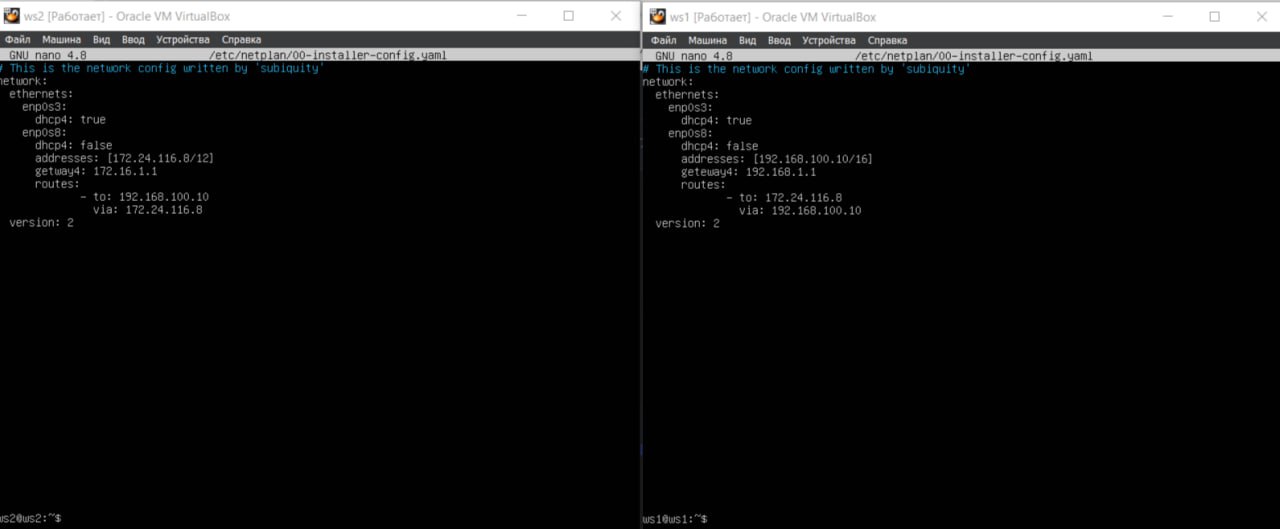 ws2 [Работает] - Oracle VM VirtualBox
Файл Машина Вид Ввод Устройства Справка
GNU nano 4.8 /etc/netplan/00-installer-config.yaml
# This is the network config written by 'subiquity'
network:
  ethernets:
    enp0s3:
      dhcp4: true
    enp0s8:
      dhcp4: false
      addresses: [172.24.116.8/12]
      getway4: 172.16.1.1
      routes:
             - to: 192.168.100.10
               via: 172.24.116.8
  version: 2
ws2@ws2:~$
ws1 [Работает] - Oracle VM VirtualBox
Файл Машина Вид Ввод Устройства Справка
GNU nano 4.8 /etc/netplan/00-installer-config.yaml
# This is the network config written by 'subiquity'
network:
  ethernets:
    enp0s3:
      dhcp4: true
    enp0s8:
      dhcp4: false
      addresses: [192.168.100.10/16]
      geteway4: 192.168.1.1
      routes:
             - to: 172.24.116.8
               via: 192.168.100.10
  version: 2
ws1@ws1:~$